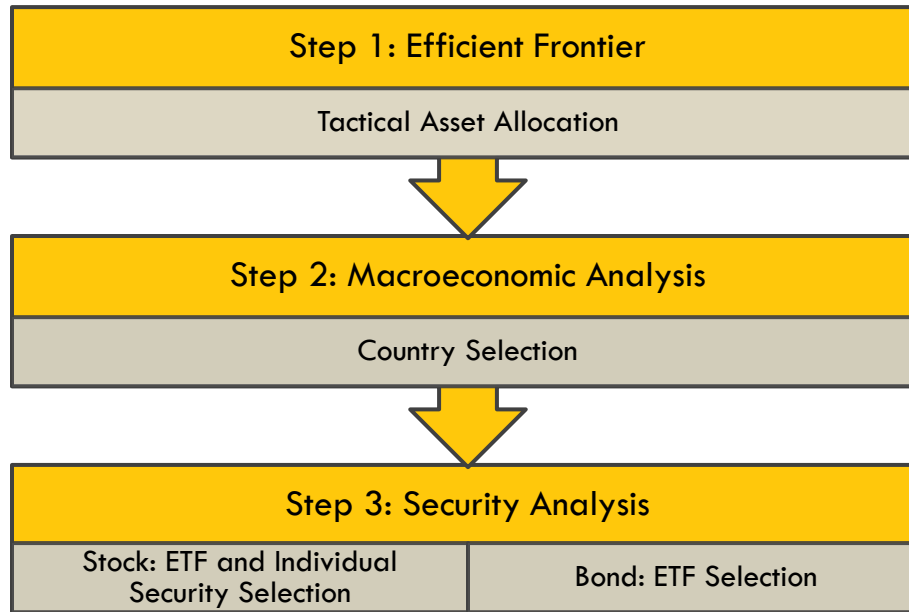 Step 1: Efficient Frontier
Tactical Asset Allocation
Step 2: Macroeconomic Analysis
Country Selection
Step 3: Security Analysis
Stock: ETF and Individual
Security Selection
Bond: ETF Selection